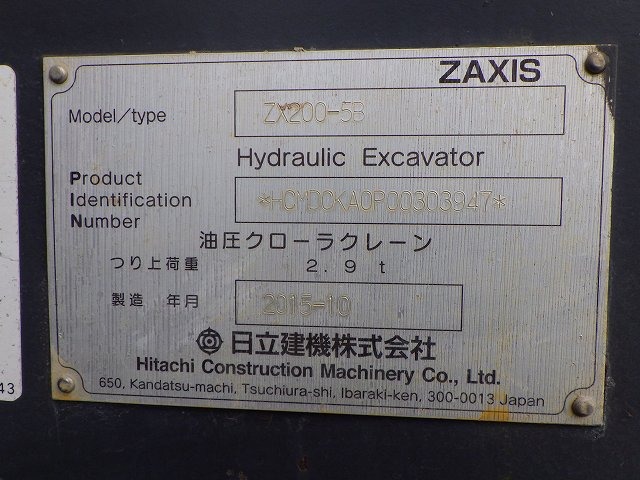 ZAXIS
Model/type ZX200-5B
Hydraulic Excavator
Product
Identification *HCMDDKA0P00303947*
Number
油圧クローラクレーン
つり上荷重 2.9 t
製造 年月 2015-10
日立建機株式会社
Hitachi Construction Machinery Co., Ltd.
650, Kandatsu-machi, Tsuchiura-shi, Ibaraki-ken, 300-0013 Japan
43